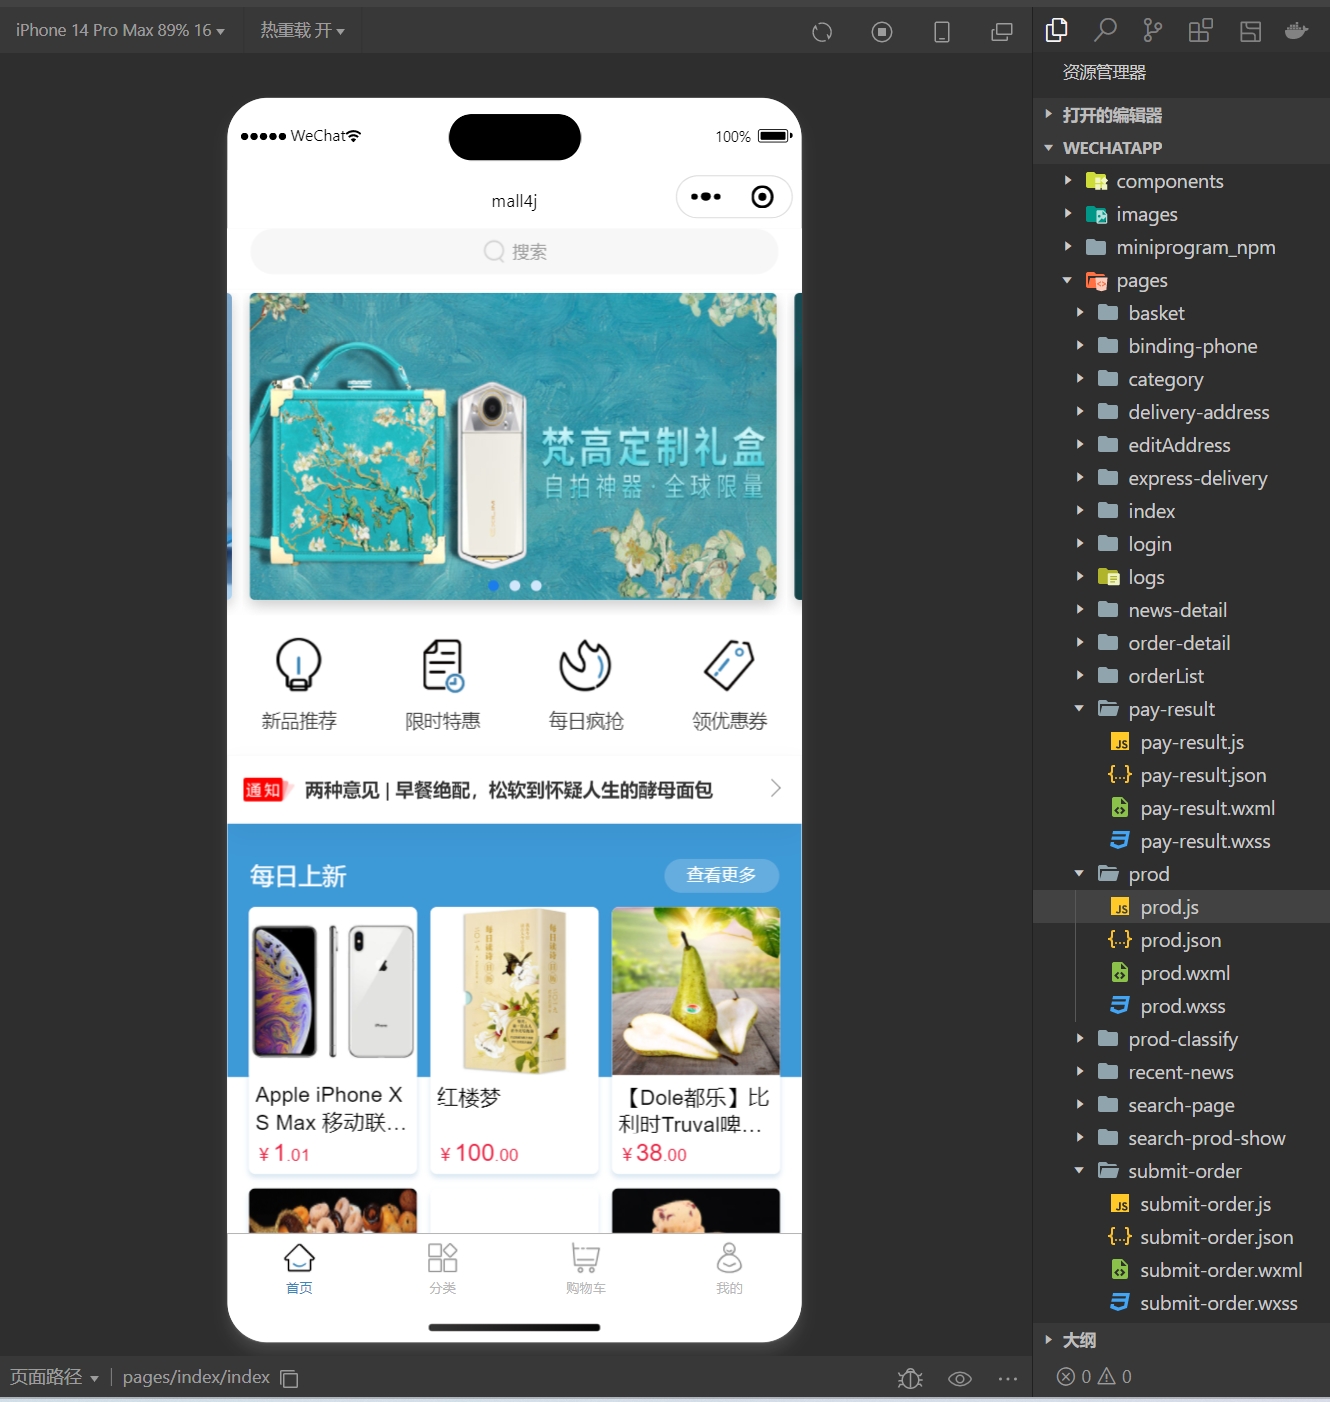 iPhone 14 Pro Max 89% 16
热重载 开
WeChat
100%
mall4j
搜索
梵高定制礼盒
自拍神器·全球限量
新品推荐
限时特惠
每日疯抢
领优惠券
通知
两种意见 | 早餐绝配，松软到怀疑人生的酵母面包
每日上新
查看更多
Apple iPhone X
S Max 移动联...
¥1.01
红楼梦
¥100.00
【Dole都乐】比
利时Truval啤...
¥38.00
首页
分类
购物车
我的
页面路径
pages/index/index
资源管理器
打开的编辑器
WECHATAPP
components
images
miniprogram_npm
pages
basket
binding-phone
category
delivery-address
editAddress
express-delivery
index
login
logs
news-detail
order-detail
orderList
pay-result
JS pay-result.js
{..} pay-result.json
pay-result.wxml
pay-result.wxss
prod
JS prod.js
{..} prod.json
prod.wxml
prod.wxss
prod-classify
recent-news
search-page
search-prod-show
submit-order
JS submit-order.js
{..} submit-order.json
submit-order.wxml
submit-order.wxss
大纲
0
0